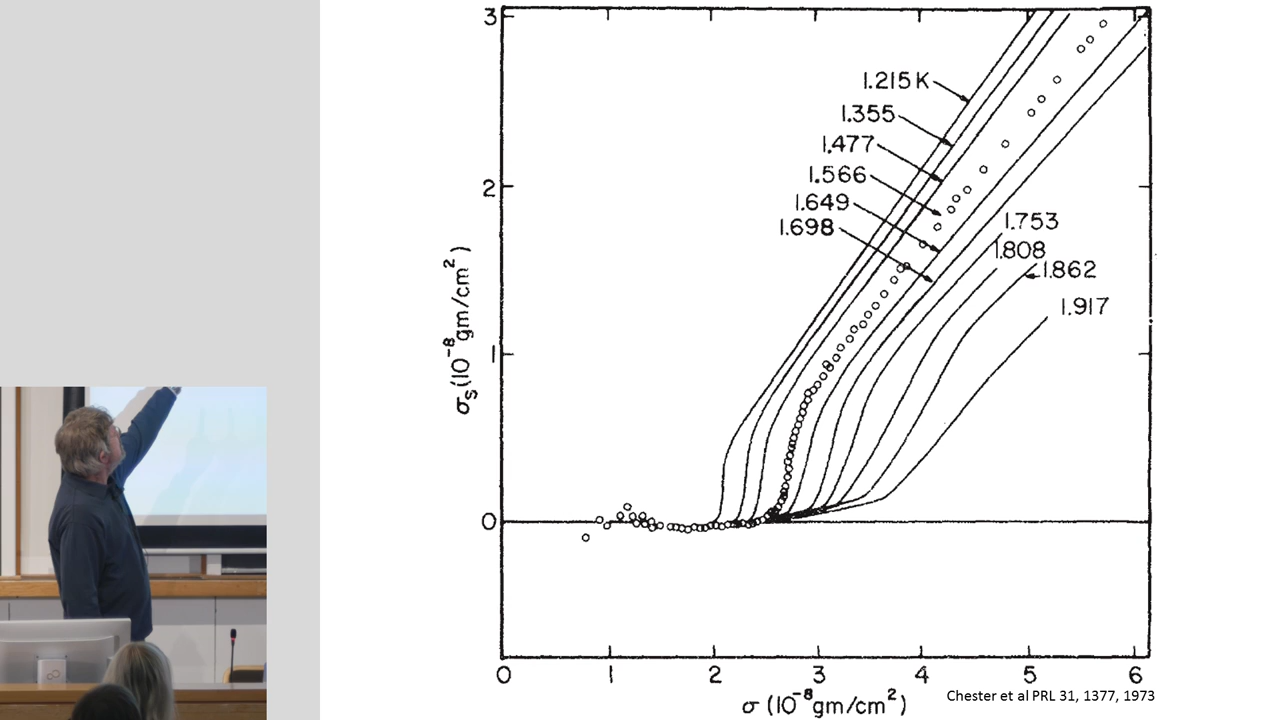 3
2
1
0
σs(10⁻⁸gm/cm²)
1.215K
1.355
1.477
1.566
1.649
1.698
1.753
1.808
1.862
1.917
0 1 2 3 4 5 6
σ (10⁻⁸gm/cm²)
Chester et al PRL 31, 1377, 1973